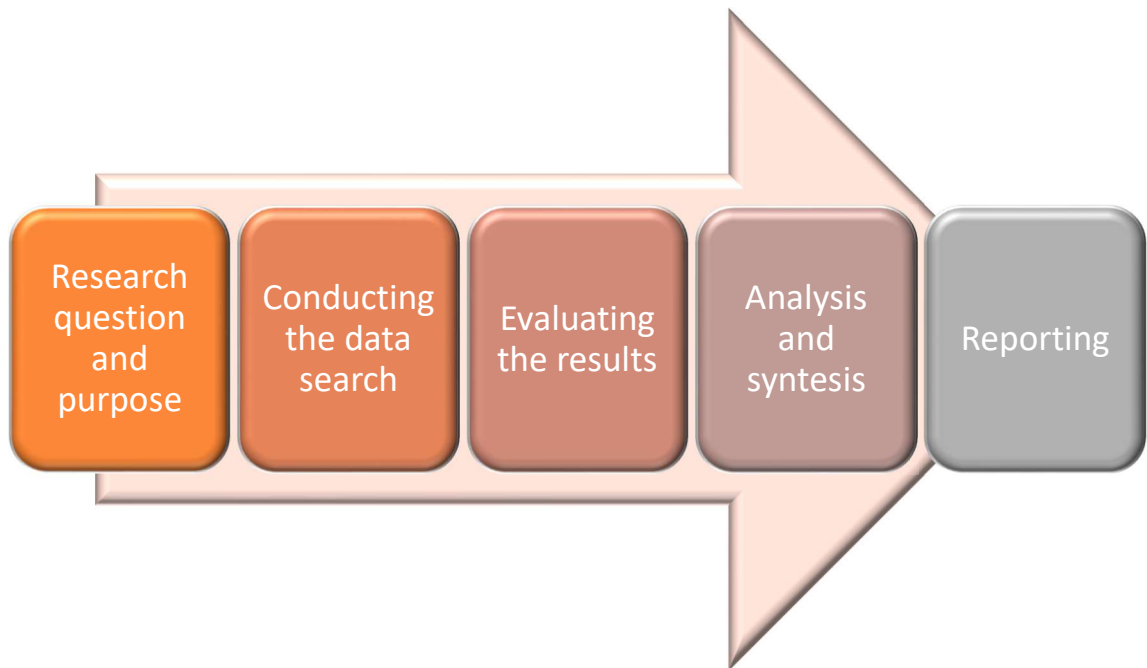 Research
question
and
purpose
Conducting
the data
search
Evaluating
the results
Analysis
and
syntesis
Reporting